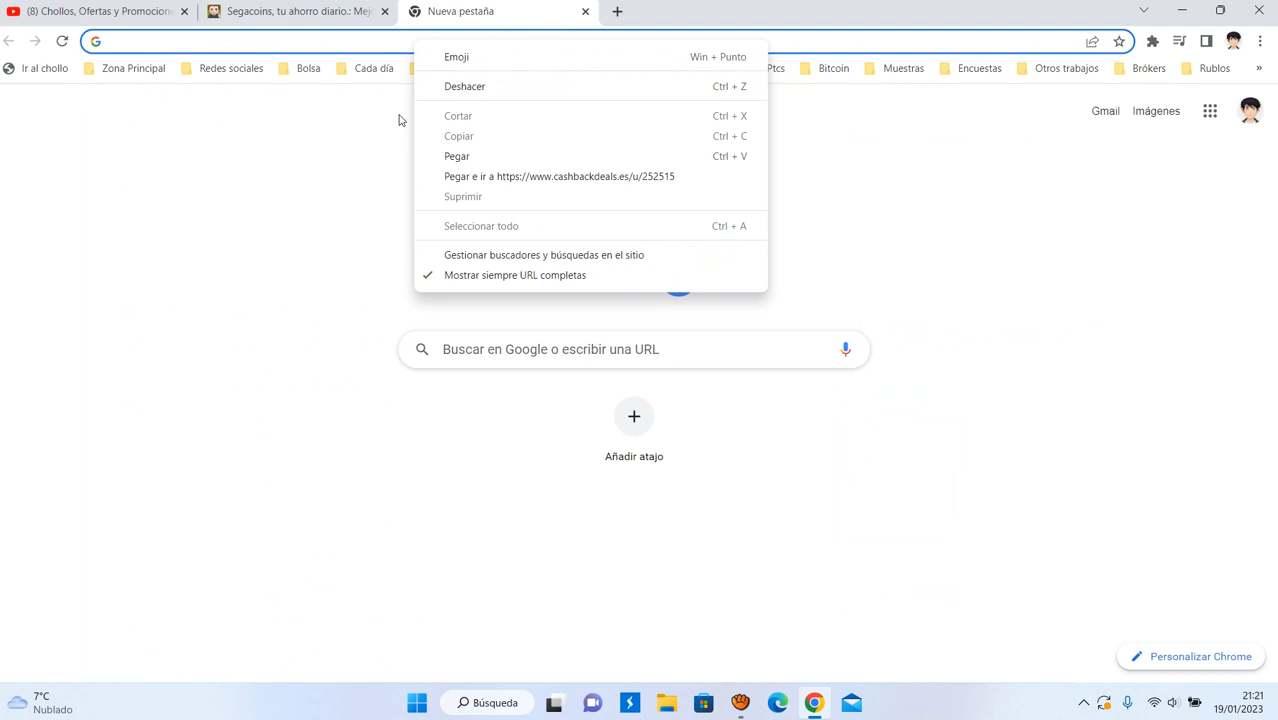 (8) Chollos, Ofertas y Promocion
Segacoins, tu ahorro diario.: Mej
Nueva pestaña
Ir al chollo
Zona Principal
Redes sociales
Bolsa
Cada día
Ptcs
Bitcoin
Muestras
Encuestas
Otros trabajos
Brókers
Rublos
»
Emoji Win + Punto
Deshacer Ctrl + Z
Cortar Ctrl + X
Copiar Ctrl + C
Pegar Ctrl + V
Pegar e ir a https://www.cashbackdeals.es/u/252515
Suprimir
Seleccionar todo Ctrl + A
Gestionar buscadores y búsquedas en el sitio
Mostrar siempre URL completas
Gmail Imágenes
Buscar en Google o escribir una URL
Añadir atajo
Personalizar Chrome
7°C
Nublado
Búsqueda
21:21
19/01/2023